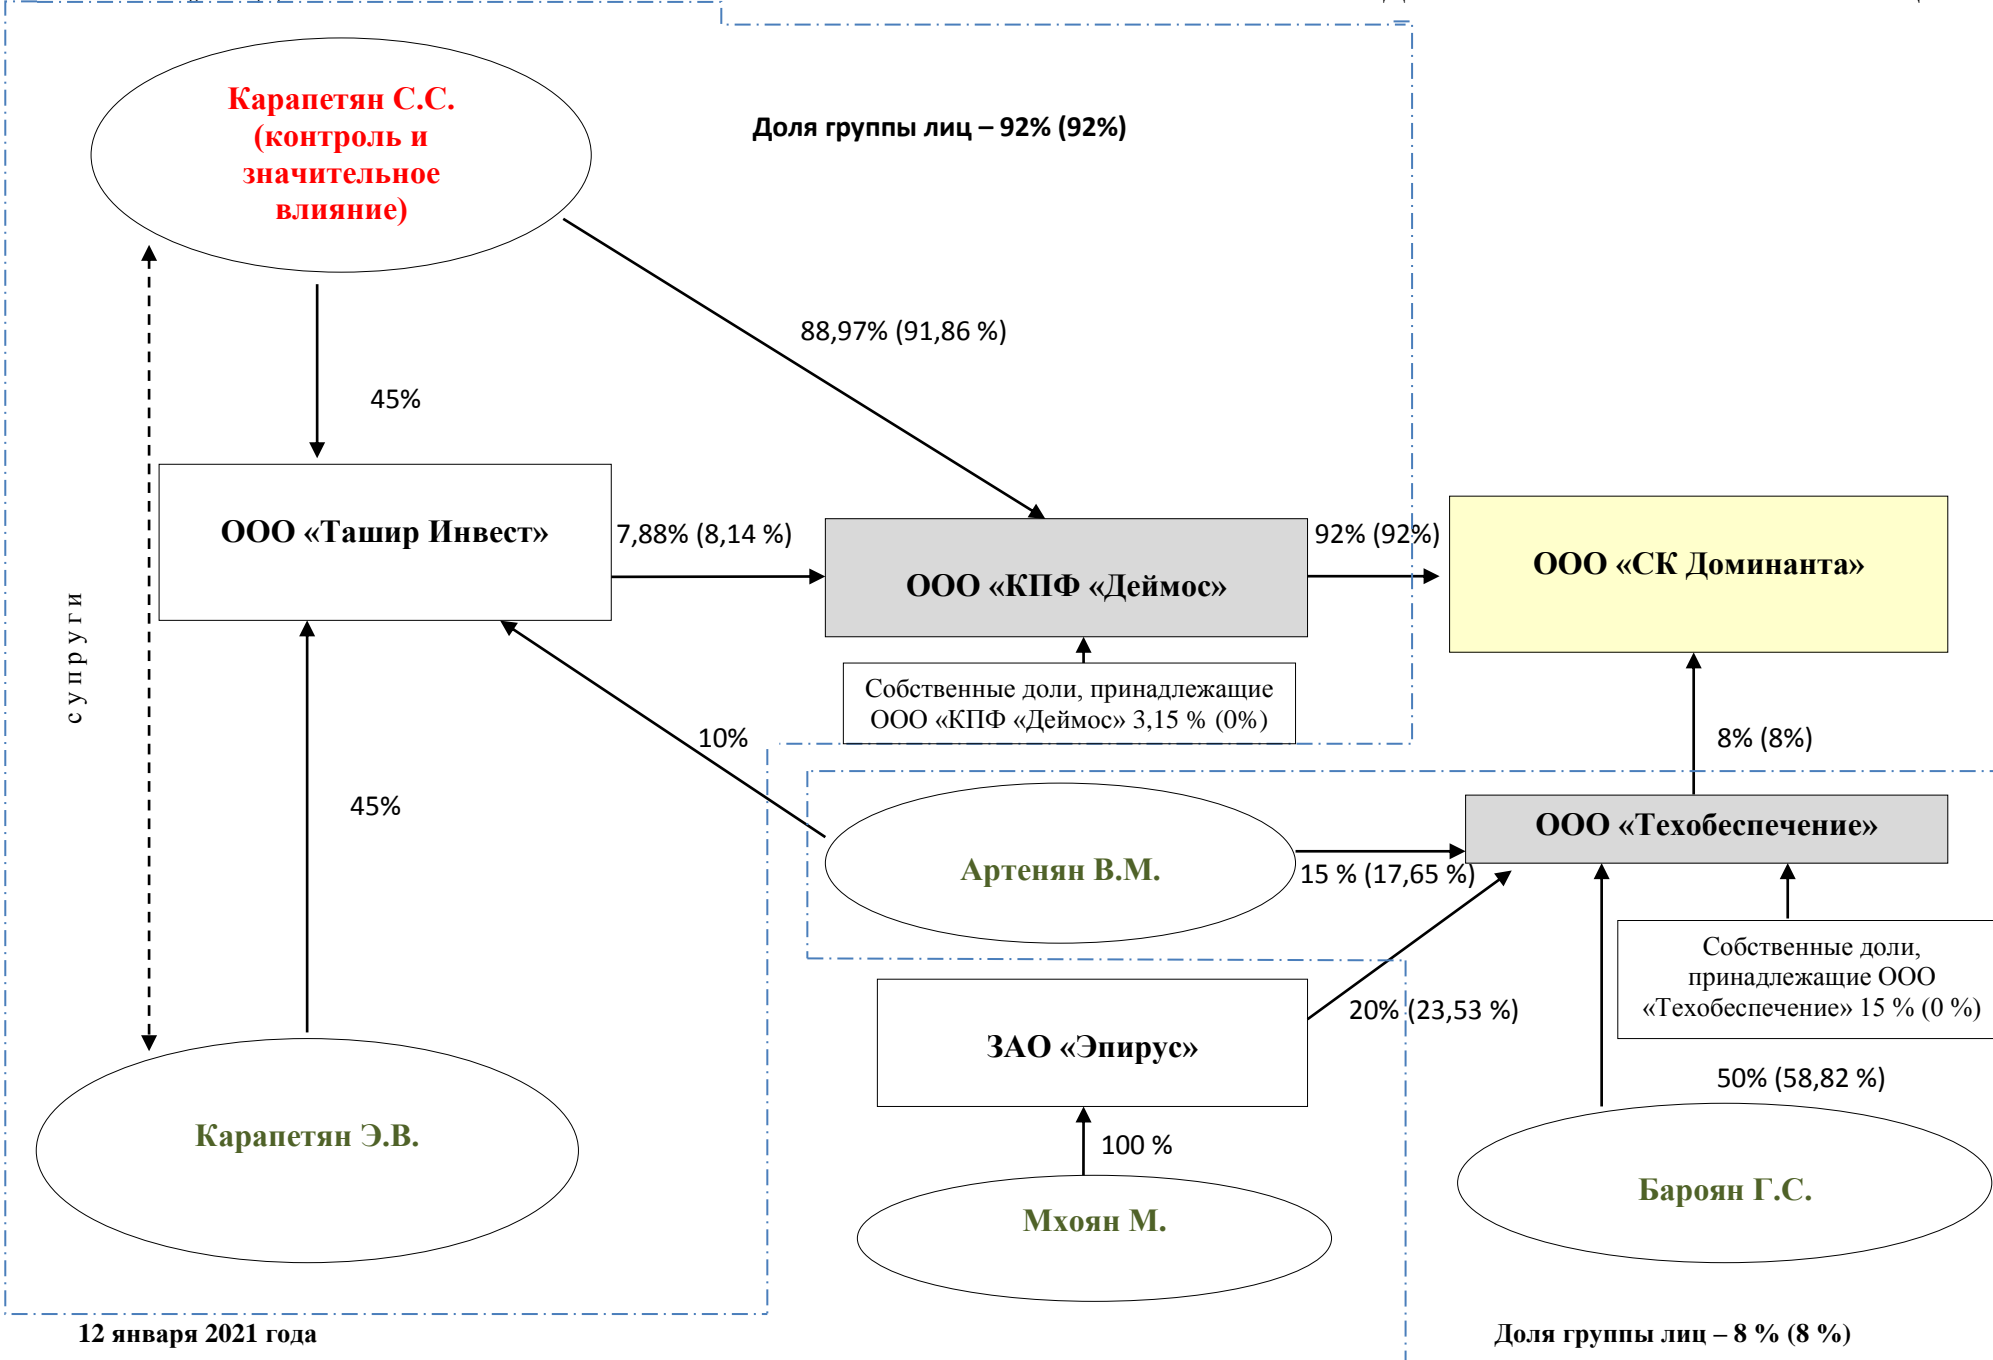 Карапетян С.С.
(контроль и
значительное
влияние)
Доля группы лиц – 92% (92%)
88,97% (91,86 %)
45%
ООО «Ташир Инвест»
7,88% (8,14 %)
ООО «КПФ «Деймос»
92% (92%)
ООО «СК Доминанта»
супруги
Собственные доли, принадлежащие
ООО «КПФ «Деймос» 3,15 % (0%)
10%
8% (8%)
45%
ООО «Техобеспечение»
Артенян В.М.
15 % (17,65 %)
Собственные доли,
принадлежащие ООО
«Техобеспечение» 15 % (0 %)
20% (23,53 %)
ЗАО «Эпирус»
50% (58,82 %)
Карапетян Э.В.
100 %
Бароян Г.С.
Мхоян М.
12 января 2021 года
Доля группы лиц – 8 % (8 %)